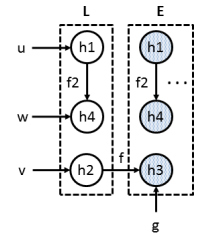 L E
u h1 h1
f2 f2 ...
w h4 h4
v h2 f h3
g